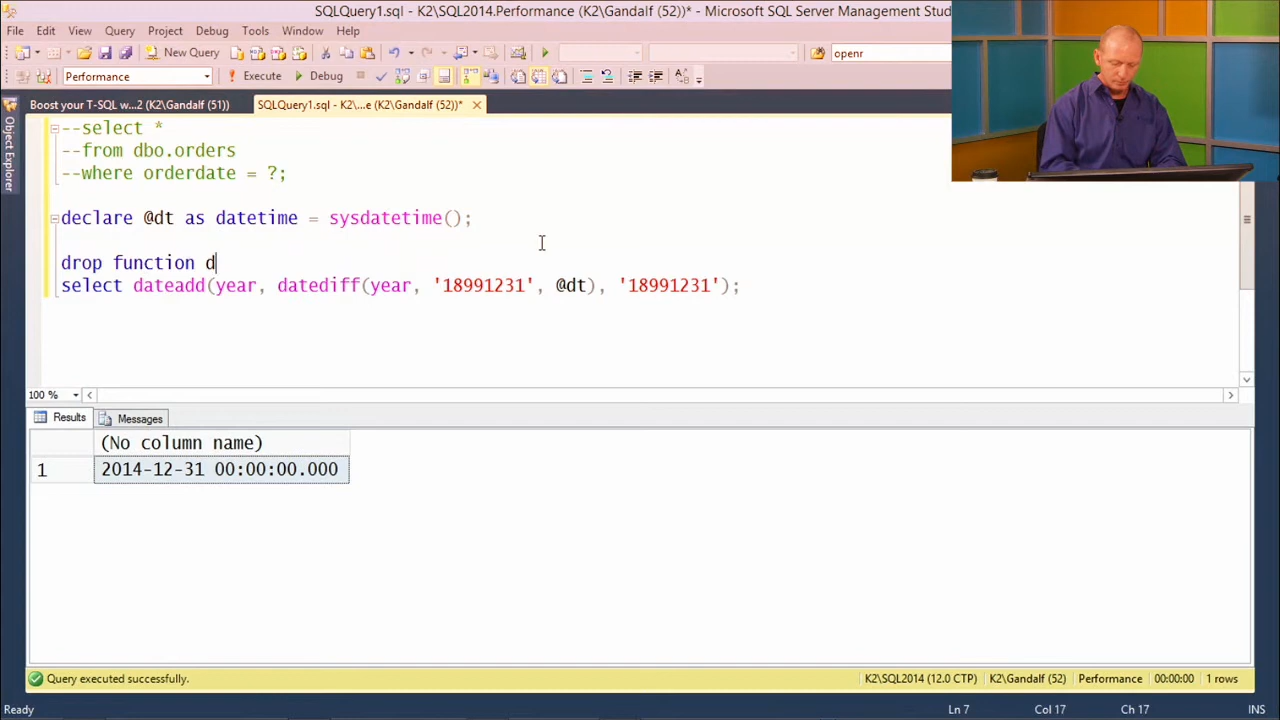 SQLQuery1.sql - K2\SQL2014.Performance (K2\Gandalf (52))* - Microsoft SQL Server Management Stud
File Edit View Query Project Debug Tools Window Help
New Query openr
Performance Execute Debug
Boost your T-SQL w...2 (K2\Gandalf (51)) SQLQuery1.sql - K2\...e (K2\Gandalf (52))*
Object Explorer
--select *
--from dbo.orders
--where orderdate = ?;
declare @dt as datetime = sysdatetime();
drop function d
select dateadd(year, datediff(year, '18991231', @dt), '18991231');
100 %
Results Messages
(No column name)
1 2014-12-31 00:00:00.000
Query executed successfully. K2\SQL2014 (12.0 CTP) K2\Gandalf (52) Performance 00:00:00 1 rows
Ready Ln 7 Col 17 Ch 17 INS